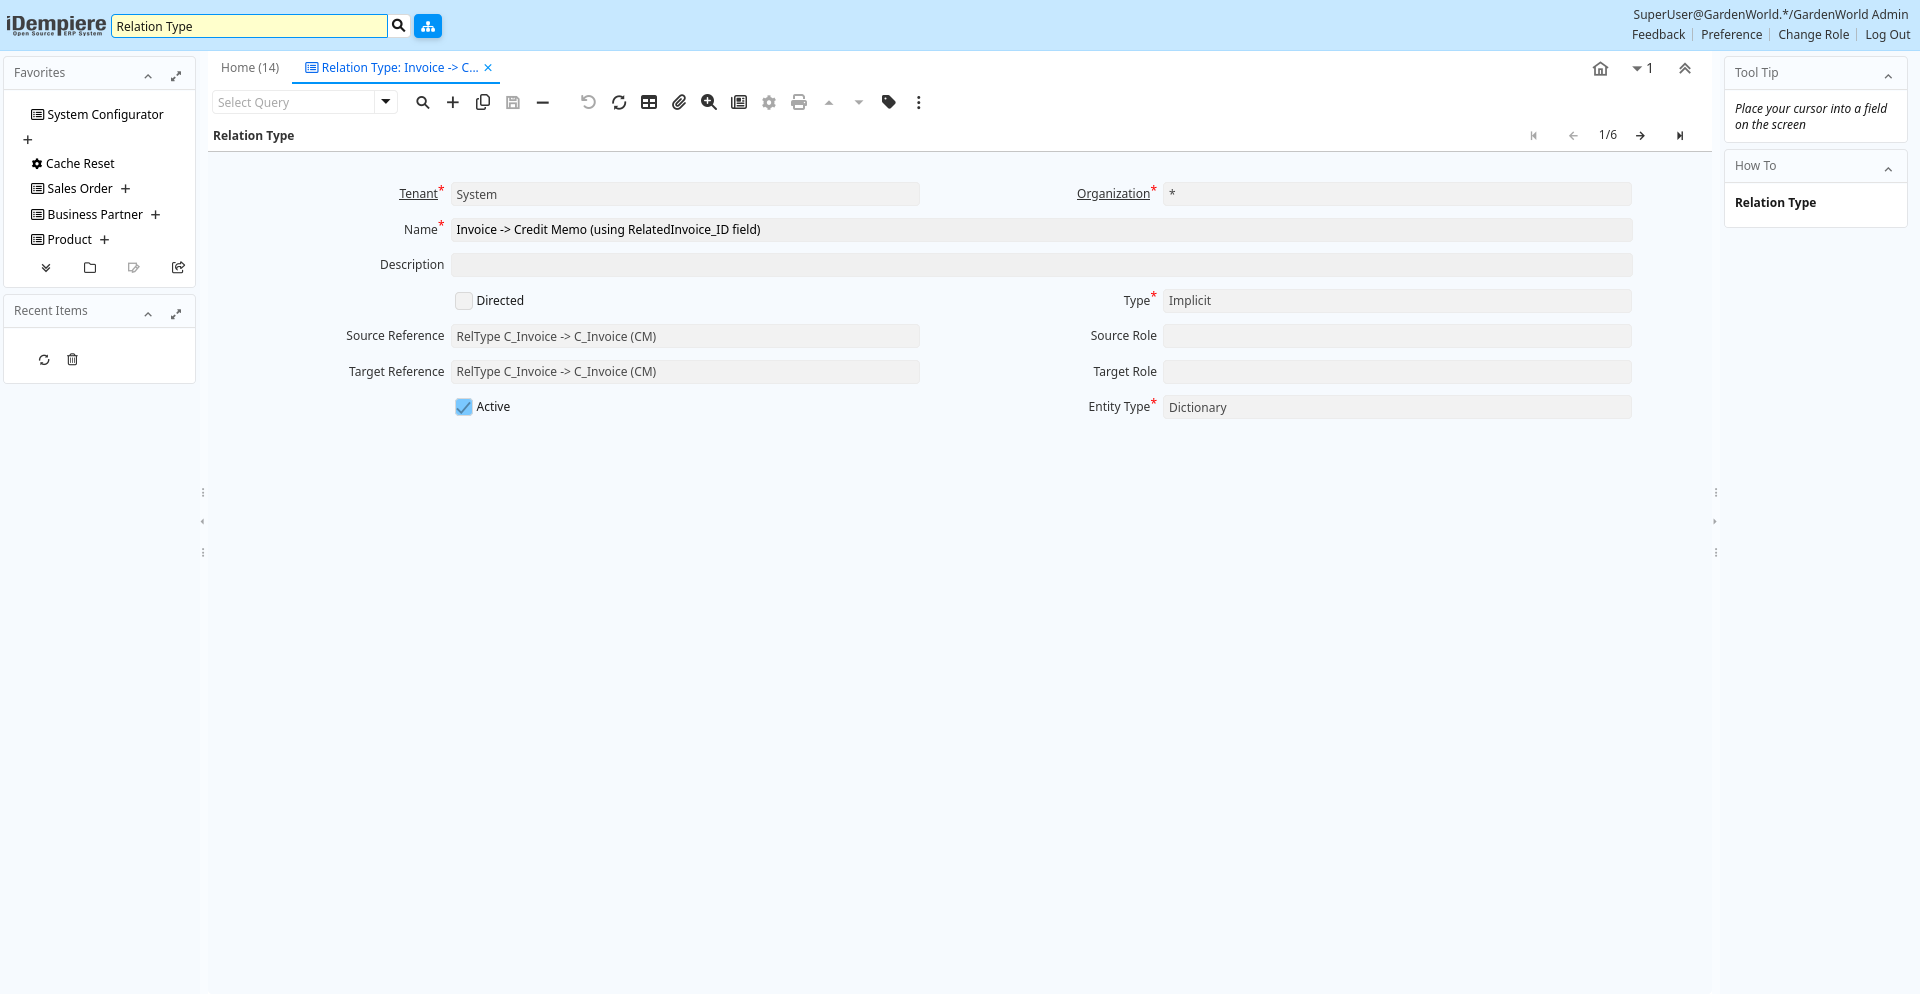 iDempiere
Open Source ERP System
Relation Type
SuperUser@GardenWorld.*/GardenWorld Admin
Feedback
Preference
Change Role
Log Out
Favorites
System Configurator
Cache Reset
Sales Order
Business Partner
Product
Recent Items
Home (14)
Relation Type: Invoice -> C...
1
Select Query
Relation Type
1/6
Tenant*
System
Organization*
*
Name*
Invoice -> Credit Memo (using RelatedInvoice_ID field)
Description
Directed
Type*
Implicit
Source Reference
RelType C_Invoice -> C_Invoice (CM)
Source Role
Target Reference
RelType C_Invoice -> C_Invoice (CM)
Target Role
Active
Entity Type*
Dictionary
Tool Tip
Place your cursor into a field
on the screen
How To
Relation Type